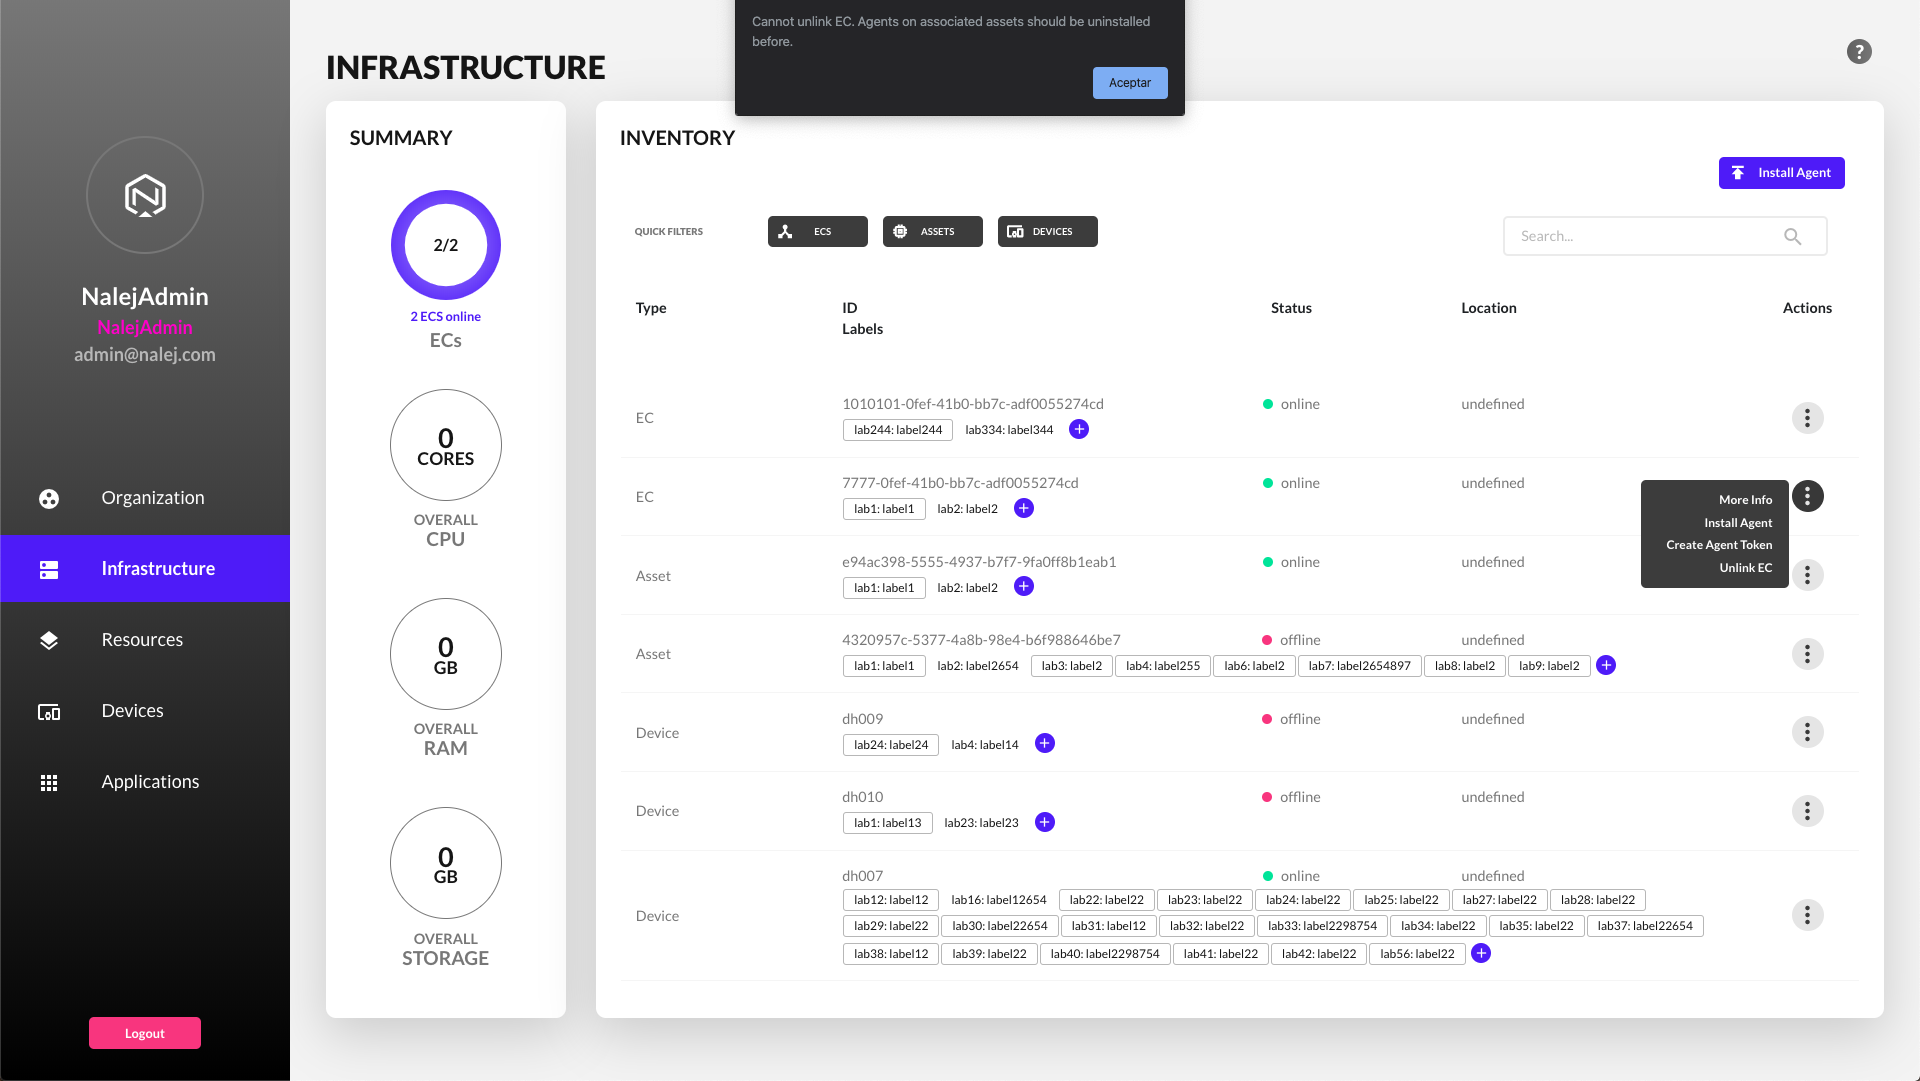 Cannot unlink EC. Agents on associated assets should be uninstalled
before.
Aceptar
NalejAdmin
NalejAdmin
admin@nalej.com
Organization
Infrastructure
Resources
Devices
Applications
Logout
INFRASTRUCTURE
?
SUMMARY
2/2
2 ECS online
ECs
0
CORES
OVERALL
CPU
0
GB
OVERALL
RAM
0
GB
OVERALL
STORAGE
INVENTORY
Install Agent
QUICK FILTERS ECS ASSETS DEVICES Search...
Type ID Status Location Actions
Labels
EC 1010101-0fef-41b0-bb7c-adf0055274cd online undefined
lab244: label244 lab334: label344
EC 7777-0fef-41b0-bb7c-adf0055274cd online undefined
lab1: label1 lab2: label2
More Info
Install Agent
Create Agent Token
Unlink EC
Asset e94ac398-5555-4937-b7f7-9fa0ff8b1eab1 online undefined
lab1: label1 lab2: label2
Asset 4320957c-5377-4a8b-98e4-b6f988646be7 offline undefined
lab1: label1 lab2: label2654 lab3: label2 lab4: label255 lab6: label2 lab7: label2654897 lab8: label2 lab9: label2
Device dh009 offline undefined
lab24: label24 lab4: label14
Device dh010 offline undefined
lab1: label13 lab23: label23
Device dh007 online undefined
lab12: label12 lab16: label12654 lab22: label22 lab23: label22 lab24: label22 lab25: label22 lab27: label22 lab28: label22
lab29: label22 lab30: label22654 lab31: label12 lab32: label22 lab33: label2298754 lab34: label22 lab35: label22 lab37: label22654
lab38: label12 lab39: label22 lab40: label2298754 lab41: label22 lab42: label22 lab56: label22